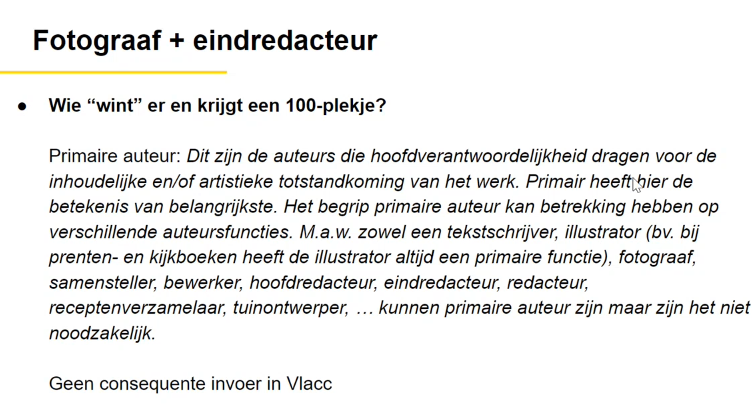 Fotograaf + eindredacteur
● Wie “wint” er en krijgt een 100-plekje?
Primaire auteur: Dit zijn de auteurs die hoofdverantwoordelijkheid dragen voor de
inhoudelijke en/of artistieke totstandkoming van het werk. Primair heeft hier de
betekenis van belangrijkste. Het begrip primaire auteur kan betrekking hebben op
verschillende auteursfuncties. M.a.w. zowel een tekstschrijver, illustrator (bv. bij
prenten- en kijkboeken heeft de illustrator altijd een primaire functie), fotograaf,
samensteller, bewerker, hoofdredacteur, eindredacteur, redacteur,
receptenverzamelaar, tuinontwerper, … kunnen primaire auteur zijn maar zijn het niet
noodzakelijk.
Geen consequente invoer in Vlacc